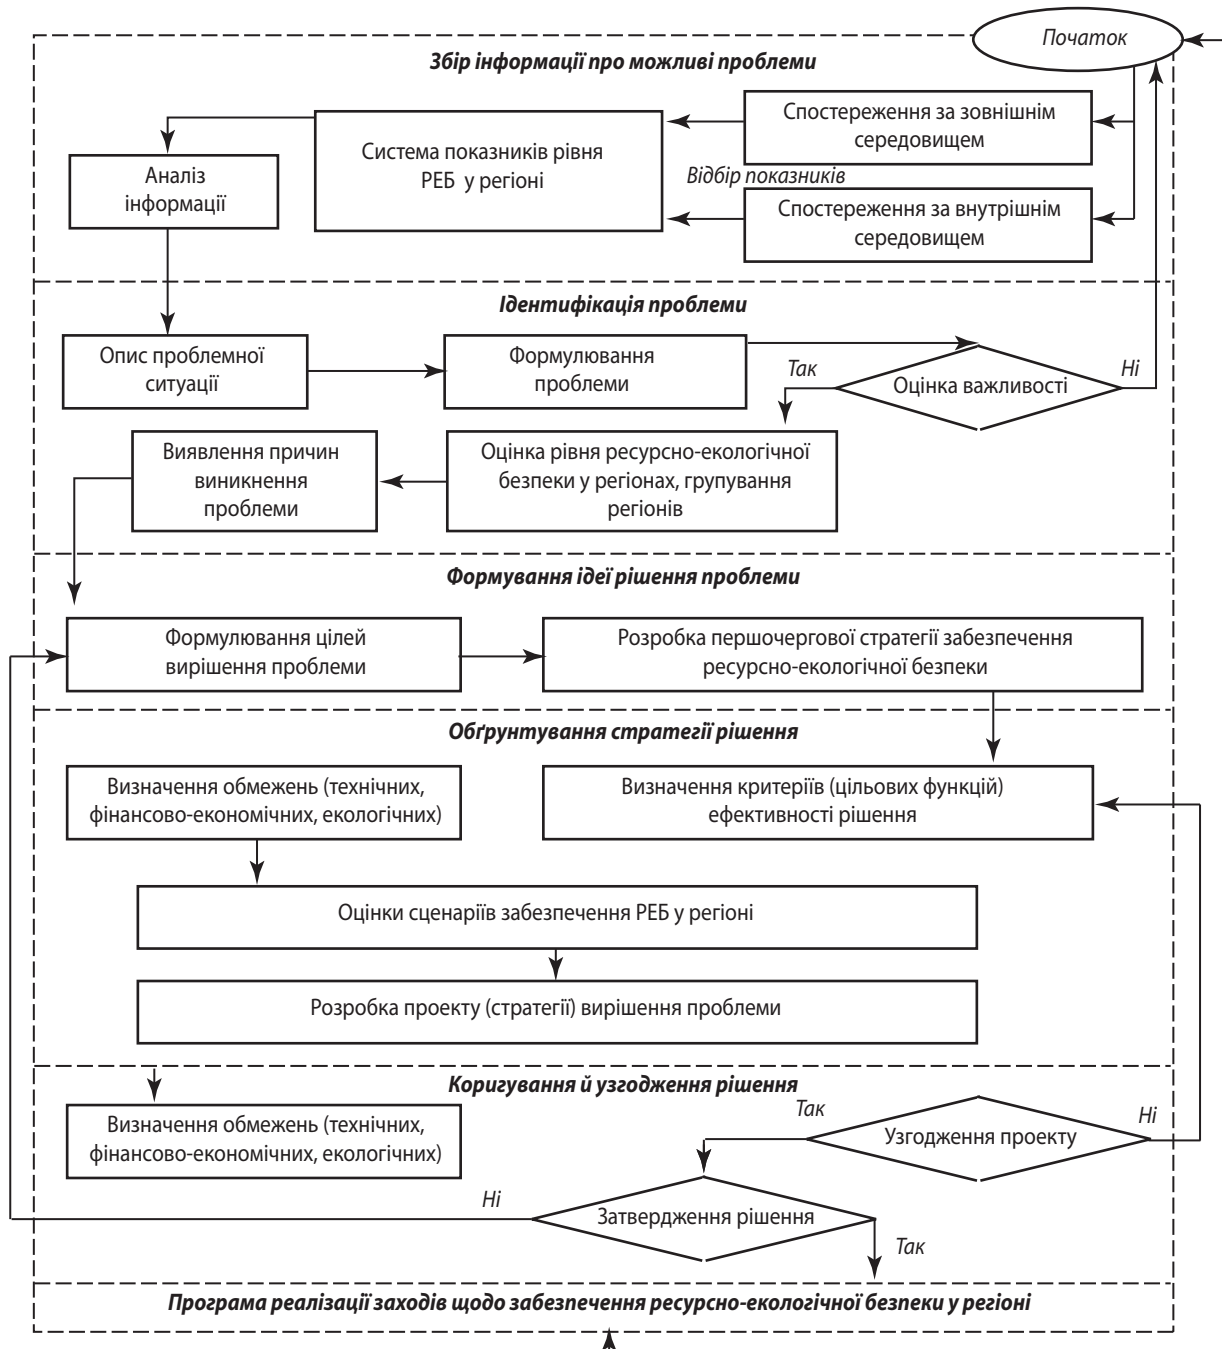 Початок
Збір інформації про можливі проблеми
Спостереження за зовнішнім
середовищем
Система показників рівня
РЕБ у регіоні
Аналіз
інформації
Відбір показників
Спостереження за внутрішнім
середовищем
Ідентифікація проблеми
Опис проблемної
ситуації
Формулювання
проблеми
Так
Оцінка важливості
Ні
Виявлення причин
виникнення
проблеми
Оцінка рівня ресурсно-екологічної
безпеки у регіонах, групування
регіонів
Формування ідеї рішення проблеми
Формулювання цілей
вирішення проблеми
Розробка першочергової стратегії забезпечення
ресурсно-екологічної безпеки
Обґрунтування стратегії рішення
Визначення обмежень (технічних,
фінансово-економічних, екологічних)
Визначення критеріїв (цільових функцій)
ефективності рішення
Оцінки сценаріїв забезпечення РЕБ у регіоні
Розробка проекту (стратегії) вирішення проблеми
Коригування й узгодження рішення
Визначення обмежень (технічних,
фінансово-економічних, екологічних)
Так
Узгодження проекту
Ні
Ні
Затвердження рішення
Так
Програма реалізації заходів щодо забезпечення ресурсно-екологічної безпеки у регіоні